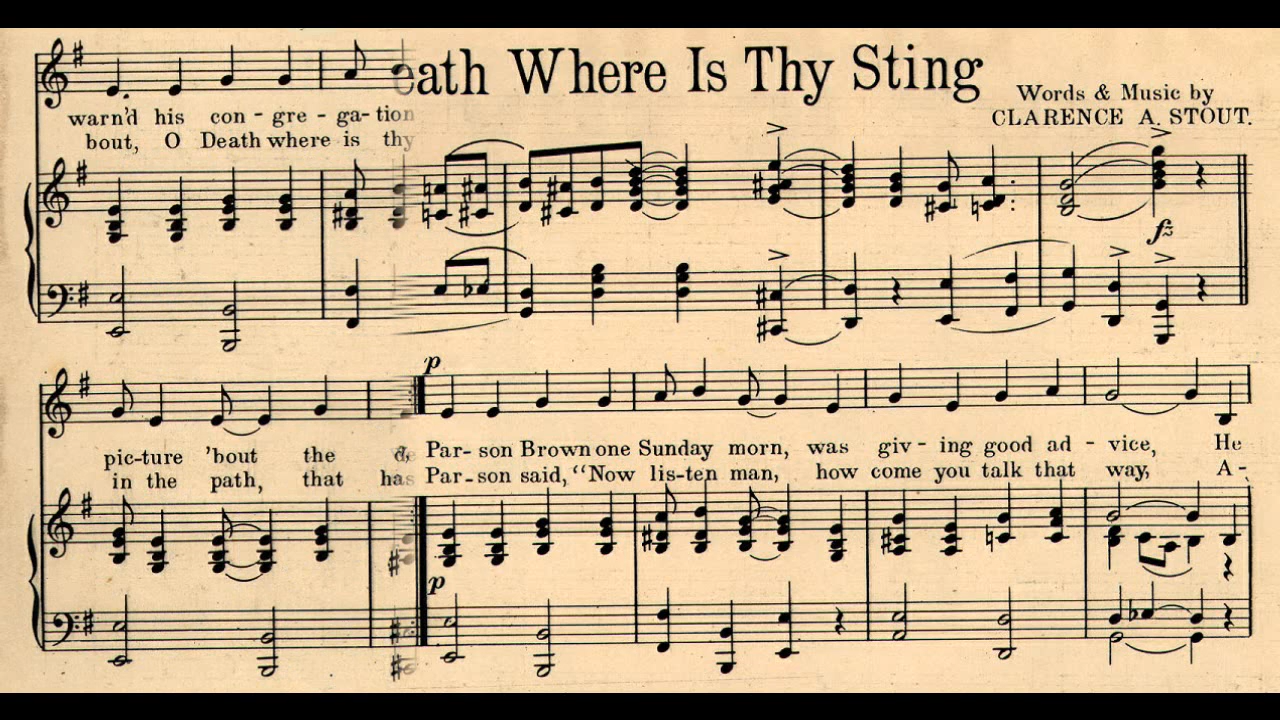 eath Where Is Thy Sting
Words & Music by
CLARENCE A. STOUT.
warn'd his con-gre-ga-tion
bout, O Death where is thy
fz
p
pic-ture 'bout the d, Par-son Brown one Sunday morn, was giv-ing good ad-vice, He
in the path, that has Par-son said, "Now lis-ten man, how come you talk that way, A-
p